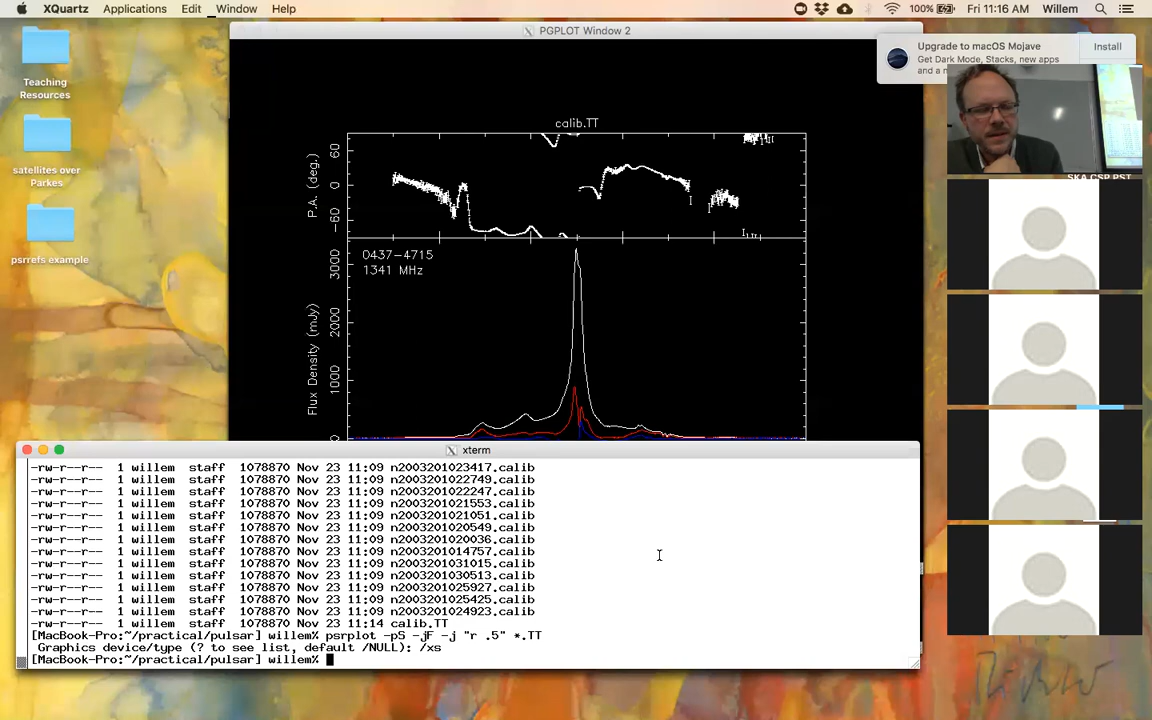 XQuartz Applications Edit Window Help
100% Fri 11:16 AM Willem
PGPLOT Window 2
Upgrade to macOS Mojave
Get Dark Mode, Stacks, new apps
and a n
Install
Teaching
Resources
satellites over
Parkes
psrrefs example
SKA CSP PST
calib.TT
P.A. (deg.)
60
0
−60
0437-4715
1341 MHz
Flux Density (mJy)
3000
2000
1000
0
xterm
-rw-r--r-- 1 willem staff 1078870 Nov 23 11:09 n2003201023417.calib
-rw-r--r-- 1 willem staff 1078870 Nov 23 11:09 n2003201022749.calib
-rw-r--r-- 1 willem staff 1078870 Nov 23 11:09 n2003201022247.calib
-rw-r--r-- 1 willem staff 1078870 Nov 23 11:09 n2003201021553.calib
-rw-r--r-- 1 willem staff 1078870 Nov 23 11:09 n2003201021051.calib
-rw-r--r-- 1 willem staff 1078870 Nov 23 11:09 n2003201020549.calib
-rw-r--r-- 1 willem staff 1078870 Nov 23 11:09 n2003201020036.calib
-rw-r--r-- 1 willem staff 1078870 Nov 23 11:09 n2003201014757.calib
-rw-r--r-- 1 willem staff 1078870 Nov 23 11:09 n2003201031015.calib
-rw-r--r-- 1 willem staff 1078870 Nov 23 11:09 n2003201030513.calib
-rw-r--r-- 1 willem staff 1078870 Nov 23 11:09 n2003201025927.calib
-rw-r--r-- 1 willem staff 1078870 Nov 23 11:09 n2003201025425.calib
-rw-r--r-- 1 willem staff 1078870 Nov 23 11:09 n2003201024923.calib
-rw-r--r-- 1 willem staff 1078870 Nov 23 11:14 calib.TT
[MacBook-Pro:~/practical/pulsar] willem% psrplot -pS -jF -j "r .5" *.TT
Graphics device/type (? to see list, default /NULL): /xs
[MacBook-Pro:~/practical/pulsar] willem%